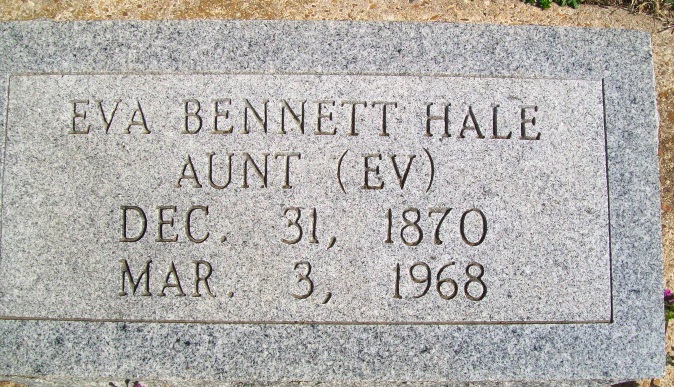 EVA BENNETT HALE
AUNT (EV)
DEC. 31, 1870
MAR. 3, 1968